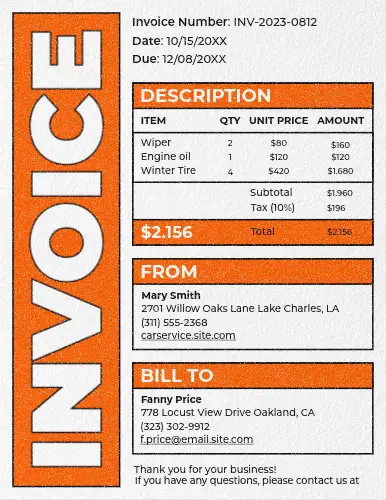 INVOICE
Invoice Number: INV-2023-0812
Date: 10/15/20XX
Due: 12/08/20XX
DESCRIPTION
ITEM QTY UNIT PRICE AMOUNT
Wiper 2 $80 $160
Engine oil 1 $120 $120
Winter Tire 4 $420 $1.680
Subtotal $1.960
Tax (10%) $196
$2.156 Total $2.156
FROM
Mary Smith
2701 Willow Oaks Lane Lake Charles, LA
(311) 555-2368
carservice.site.com
BILL TO
Fanny Price
778 Locust View Drive Oakland, CA
(323) 302-9912
f.price@email.site.com
Thank you for your business!
If you have any questions, please contact us at